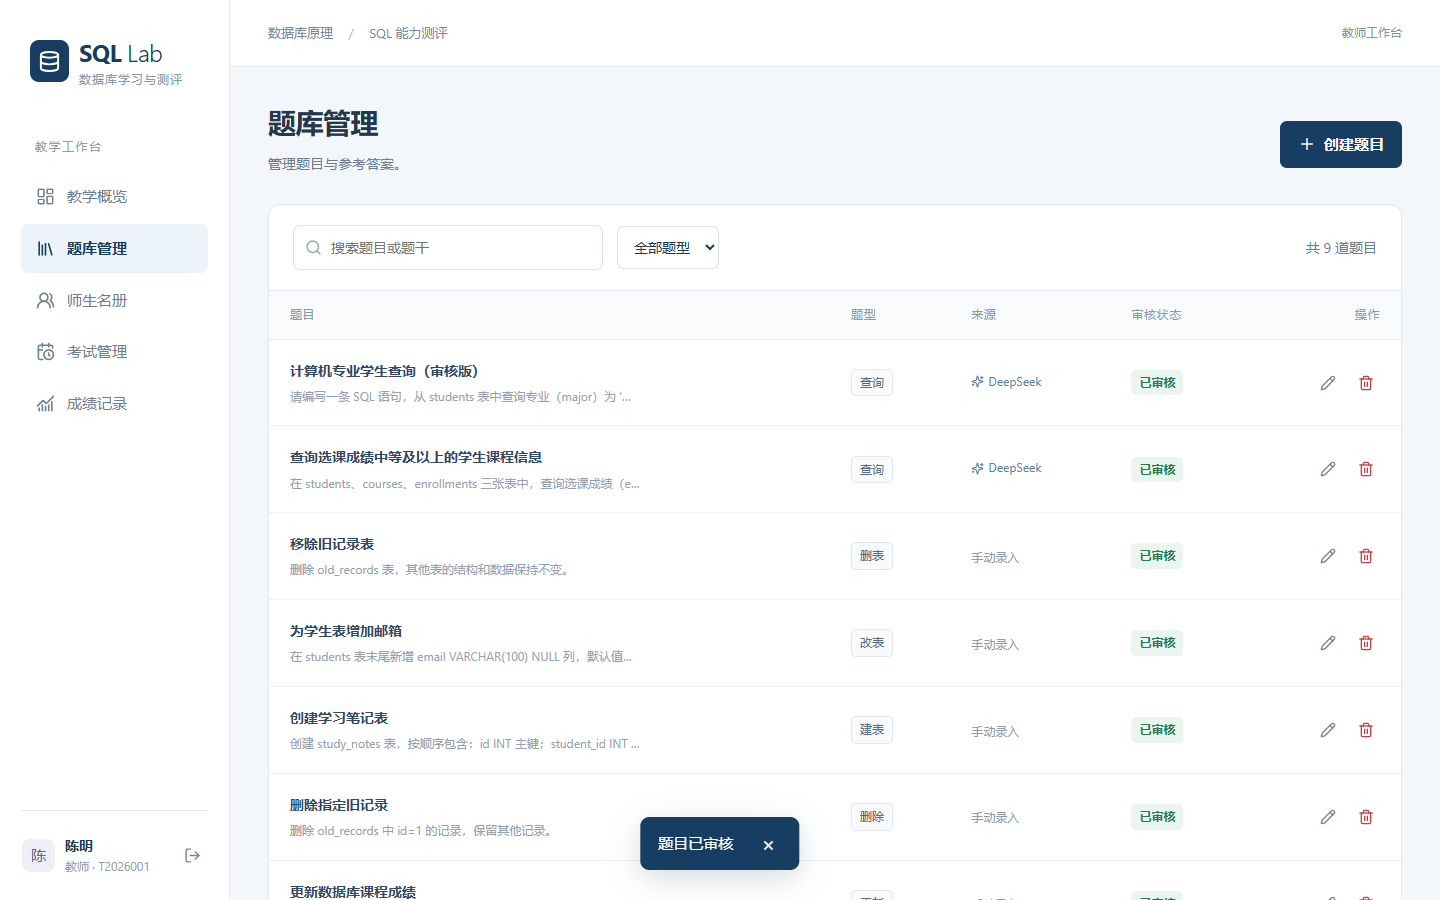 SQL Lab
数据库学习与测评
教学工作台
教学概览
题库管理
师生名册
考试管理
成绩记录
陈
陈明
教师 · T2026001
数据库原理 / SQL 能力测评
教师工作台
题库管理
管理题目与参考答案。
创建题目
搜索题目或题干
全部题型
共 9 道题目
题目 题型 来源 审核状态 操作
计算机专业学生查询（审核版）
请编写一条 SQL 语句，从 students 表中查询专业（major）为 '...
查询 DeepSeek 已审核
查询选课成绩中等及以上的学生课程信息
在 students、courses、enrollments 三张表中，查询选课成绩（e...
查询 DeepSeek 已审核
移除旧记录表
删除 old_records 表，其他表的结构和数据保持不变。
删表 手动录入 已审核
为学生表增加邮箱
在 students 表末尾新增 email VARCHAR(100) NULL 列，默认值...
改表 手动录入 已审核
创建学习笔记表
创建 study_notes 表，按顺序包含：id INT 主键；student_id INT ...
建表 手动录入 已审核
删除指定旧记录
删除 old_records 中 id=1 的记录，保留其他记录。
删除 手动录入 已审核
更新数据库课程成绩
题目已审核